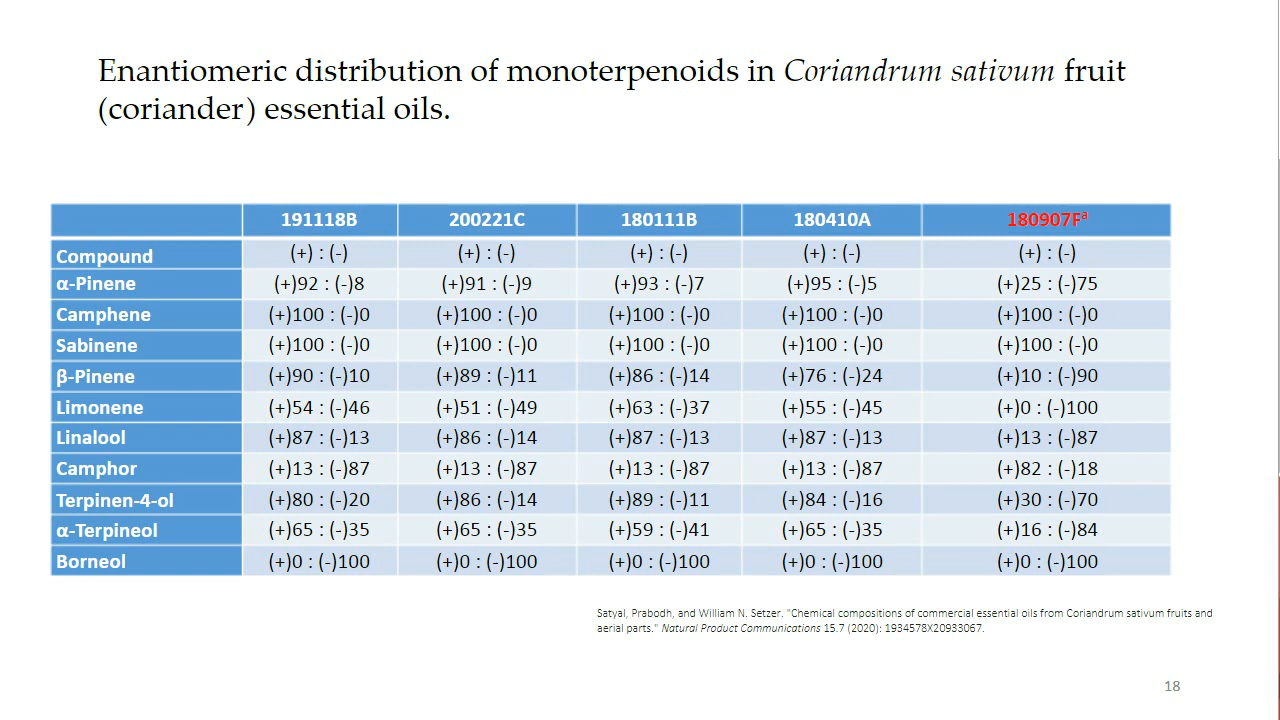 Enantiomeric distribution of monoterpenoids in Coriandrum sativum fruit
(coriander) essential oils.
191118B 200221C 180111B 180410A 180907Fᵃ
Compound (+) : (-) (+) : (-) (+) : (-) (+) : (-) (+) : (-)
α-Pinene (+)92 : (-)8 (+)91 : (-)9 (+)93 : (-)7 (+)95 : (-)5 (+)25 : (-)75
Camphene (+)100 : (-)0 (+)100 : (-)0 (+)100 : (-)0 (+)100 : (-)0 (+)100 : (-)0
Sabinene (+)100 : (-)0 (+)100 : (-)0 (+)100 : (-)0 (+)100 : (-)0 (+)100 : (-)0
β-Pinene (+)90 : (-)10 (+)89 : (-)11 (+)86 : (-)14 (+)76 : (-)24 (+)10 : (-)90
Limonene (+)54 : (-)46 (+)51 : (-)49 (+)63 : (-)37 (+)55 : (-)45 (+)0 : (-)100
Linalool (+)87 : (-)13 (+)86 : (-)14 (+)87 : (-)13 (+)87 : (-)13 (+)13 : (-)87
Camphor (+)13 : (-)87 (+)13 : (-)87 (+)13 : (-)87 (+)13 : (-)87 (+)82 : (-)18
Terpinen-4-ol (+)80 : (-)20 (+)86 : (-)14 (+)89 : (-)11 (+)84 : (-)16 (+)30 : (-)70
α-Terpineol (+)65 : (-)35 (+)65 : (-)35 (+)59 : (-)41 (+)65 : (-)35 (+)16 : (-)84
Borneol (+)0 : (-)100 (+)0 : (-)100 (+)0 : (-)100 (+)0 : (-)100 (+)0 : (-)100
Satyal, Prabodh, and William N. Setzer. "Chemical compositions of commercial essential oils from Coriandrum sativum fruits and
aerial parts." Natural Product Communications 15.7 (2020): 1934578X20933067.
18